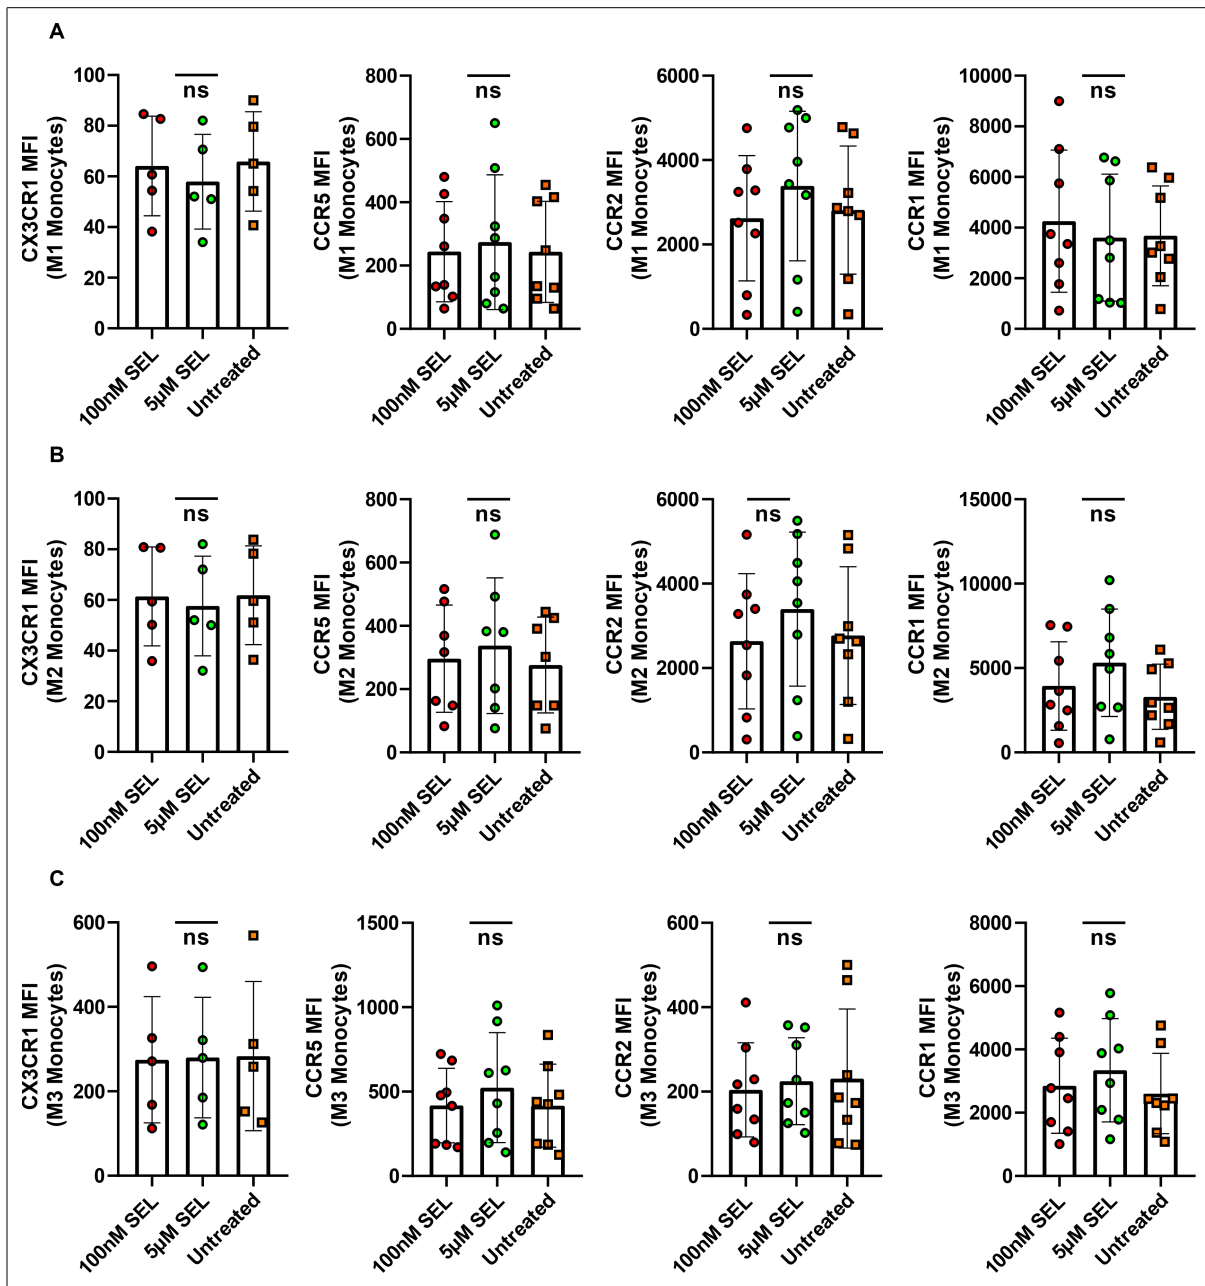 A
CX3CR1 MFI
(M1 Monocytes)
100
80
60
40
20
0
ns
100nM SEL
5µM SEL
Untreated
CCR5 MFI
(M1 Monocytes)
800
600
400
200
0
ns
100nM SEL
5µM SEL
Untreated
CCR2 MFI
(M1 Monocytes)
6000
4000
2000
0
ns
100nM SEL
5µM SEL
Untreated
CCR1 MFI
(M1 Monocytes)
10000
8000
6000
4000
2000
0
ns
100nM SEL
5µM SEL
Untreated
B
CX3CR1 MFI
(M2 Monocytes)
100
80
60
40
20
0
ns
100nM SEL
5µM SEL
Untreated
CCR5 MFI
(M2 Monocytes)
800
600
400
200
0
ns
100nM SEL
5µM SEL
Untreated
CCR2 MFI
(M2 Monocytes)
6000
4000
2000
0
ns
100nM SEL
5µM SEL
Untreated
CCR1 MFI
(M2 Monocytes)
15000
10000
5000
0
ns
100nM SEL
5µM SEL
Untreated
C
CX3CR1 MFI
(M3 Monocytes)
600
400
200
0
ns
100nM SEL
5µM SEL
Untreated
CCR5 MFI
(M3 Monocytes)
1500
1000
500
0
ns
100nM SEL
5µM SEL
Untreated
CCR2 MFI
(M3 Monocytes)
600
400
200
0
ns
100nM SEL
5µM SEL
Untreated
CCR1 MFI
(M3 Monocytes)
8000
6000
4000
2000
0
ns
100nM SEL
5µM SEL
Untreated